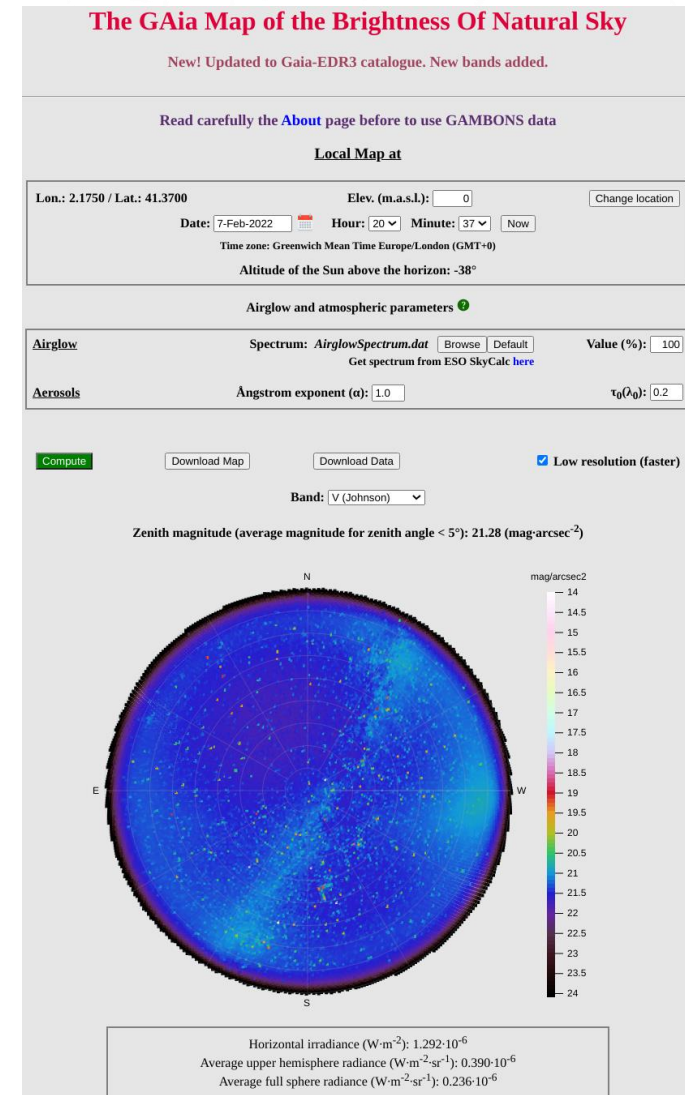 The GAia Map of the Brightness Of Natural Sky
New! Updated to Gaia-EDR3 catalogue. New bands added.
Read carefully the About page before to use GAMBONS data
Local Map at
Lon.: 2.1750 / Lat.: 41.3700 Elev. (m.a.s.l.): 0 Change location
Date: 7-Feb-2022 Hour: 20 Minute: 37 Now
Time zone: Greenwich Mean Time Europe/London (GMT+0)
Altitude of the Sun above the horizon: -38°
Airglow and atmospheric parameters ?
Airglow Spectrum: AirglowSpectrum.dat Browse Default Value (%): 100
Get spectrum from ESO SkyCalc here
Aerosols Ångstrom exponent (α): 1.0 τ0(λ0): 0.2
Compute Download Map Download Data Low resolution (faster)
Band: V (Johnson)
Zenith magnitude (average magnitude for zenith angle < 5°): 21.28 (mag·arcsec-2)
N
mag/arcsec2
14
14.5
15
15.5
16
16.5
17
17.5
18
18.5
E
W
19
19.5
20
20.5
21
21.5
22
22.5
23
23.5
24
S
Horizontal irradiance (W·m-2): 1.292·10-6
Average upper hemisphere radiance (W·m-2·sr-1): 0.390·10-6
Average full sphere radiance (W·m-2·sr-1): 0.236·10-6